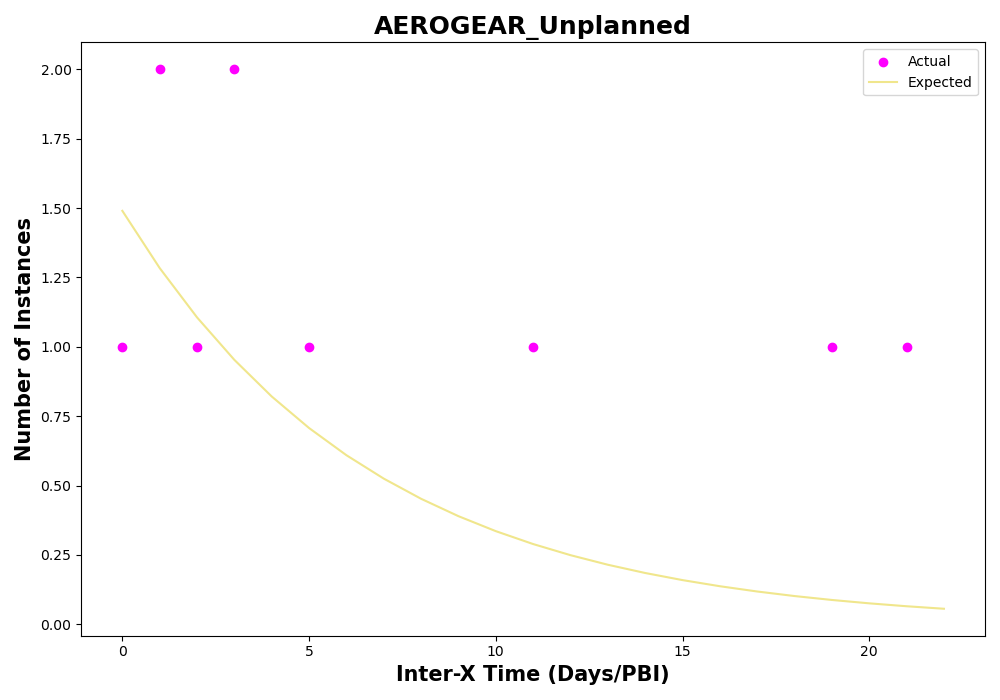 AEROGEAR_Unplanned
Actual
Expected
Number of Instances
2.00
1.75
1.50
1.25
1.00
0.75
0.50
0.25
0.00
0
5
10
15
20
Inter-X Time (Days/PBI)